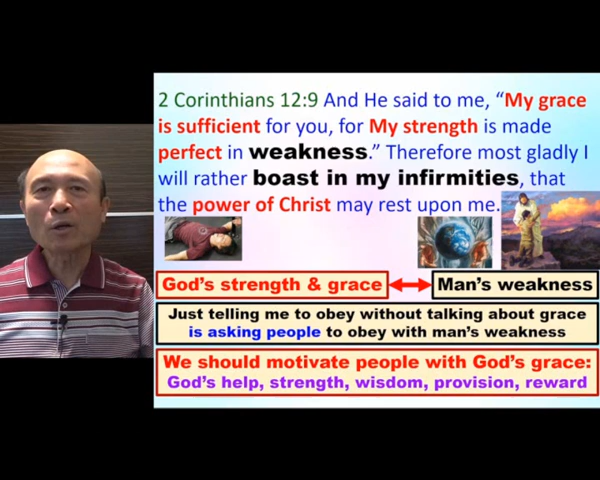 2 Corinthians 12:9 And He said to me, “My grace
is sufficient for you, for My strength is made
perfect in weakness.” Therefore most gladly I
will rather boast in my infirmities, that
the power of Christ may rest upon me.
God’s strength & grace
Man’s weakness
Just telling me to obey without talking about grace
is asking people to obey with man’s weakness
We should motivate people with God’s grace:
God’s help, strength, wisdom, provision, reward